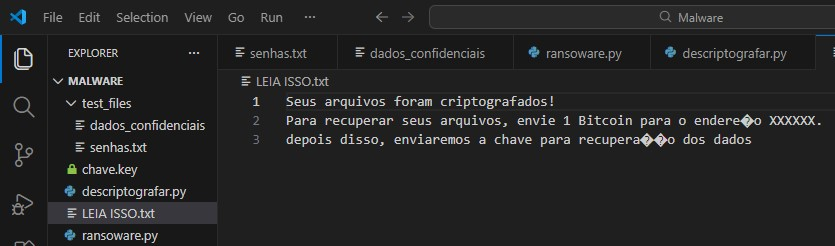 File Edit Selection View Go Run ··· ← → Malware
EXPLORER ··· senhas.txt dados_confidenciais ransoware.py descriptografar.py
MALWARE LEIA ISSO.txt
test_files 1 Seus arquivos foram criptografados!
dados_confidenciais 2 Para recuperar seus arquivos, envie 1 Bitcoin para o endere�o XXXXXX.
senhas.txt 3 depois disso, enviaremos a chave para recupera��o dos dados
chave.key
descriptografar.py
LEIA ISSO.txt
ransoware.py